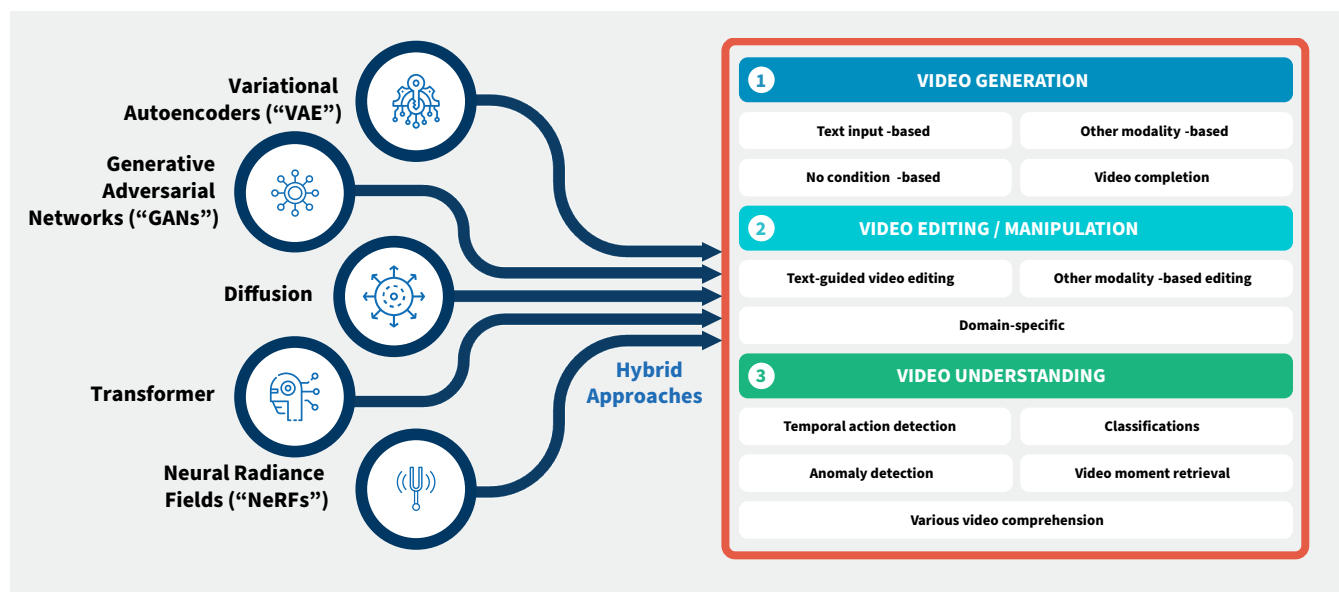 Variational
Autoencoders (“VAE”)
Generative
Adversarial
Networks (“GANs”)
Diffusion
Transformer
Neural Radiance
Fields (“NeRFs”)
Hybrid
Approaches
1 VIDEO GENERATION
Text input -based
Other modality -based
No condition -based
Video completion
2 VIDEO EDITING / MANIPULATION
Text-guided video editing
Other modality -based editing
Domain-specific
3 VIDEO UNDERSTANDING
Temporal action detection
Classifications
Anomaly detection
Video moment retrieval
Various video comprehension